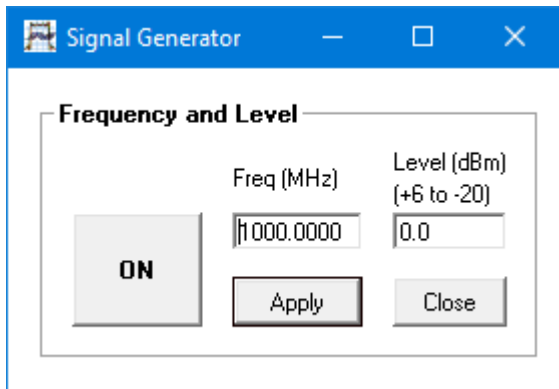 Signal Generator
Frequency and Level
Freq (MHz)
Level (dBm)
(+6 to -20)
1000.0000
0.0
ON
Apply
Close